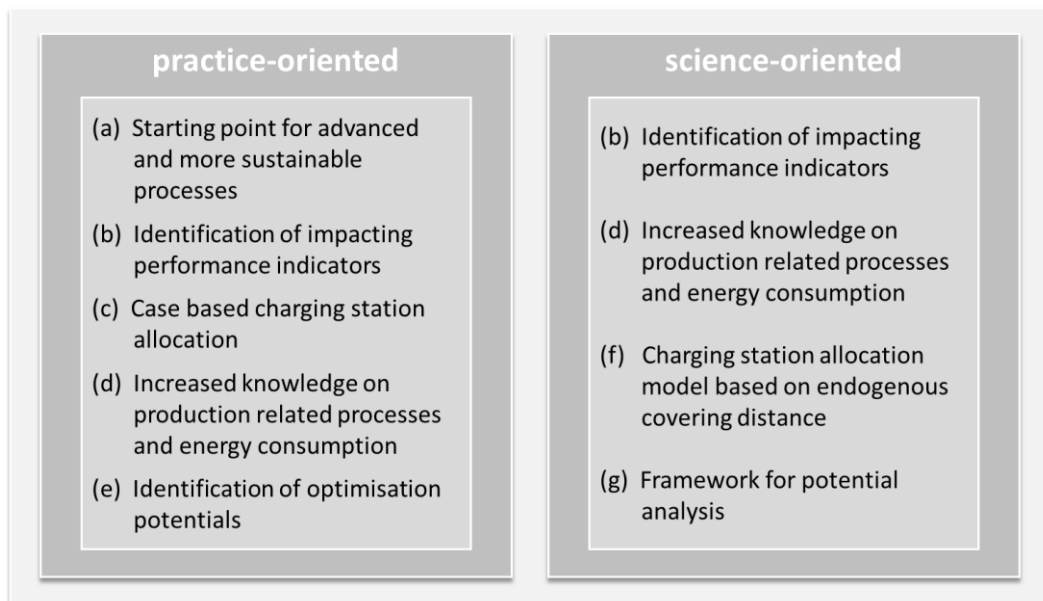 practice-oriented
(a) Starting point for advanced
and more sustainable
processes
(b) Identification of impacting
performance indicators
(c) Case based charging station
allocation
(d) Increased knowledge on
production related processes
and energy consumption
(e) Identification of optimisation
potentials
science-oriented
(b) Identification of impacting
performance indicators
(d) Increased knowledge on
production related processes
and energy consumption
(f) Charging station allocation
model based on endogenous
covering distance
(g) Framework for potential
analysis